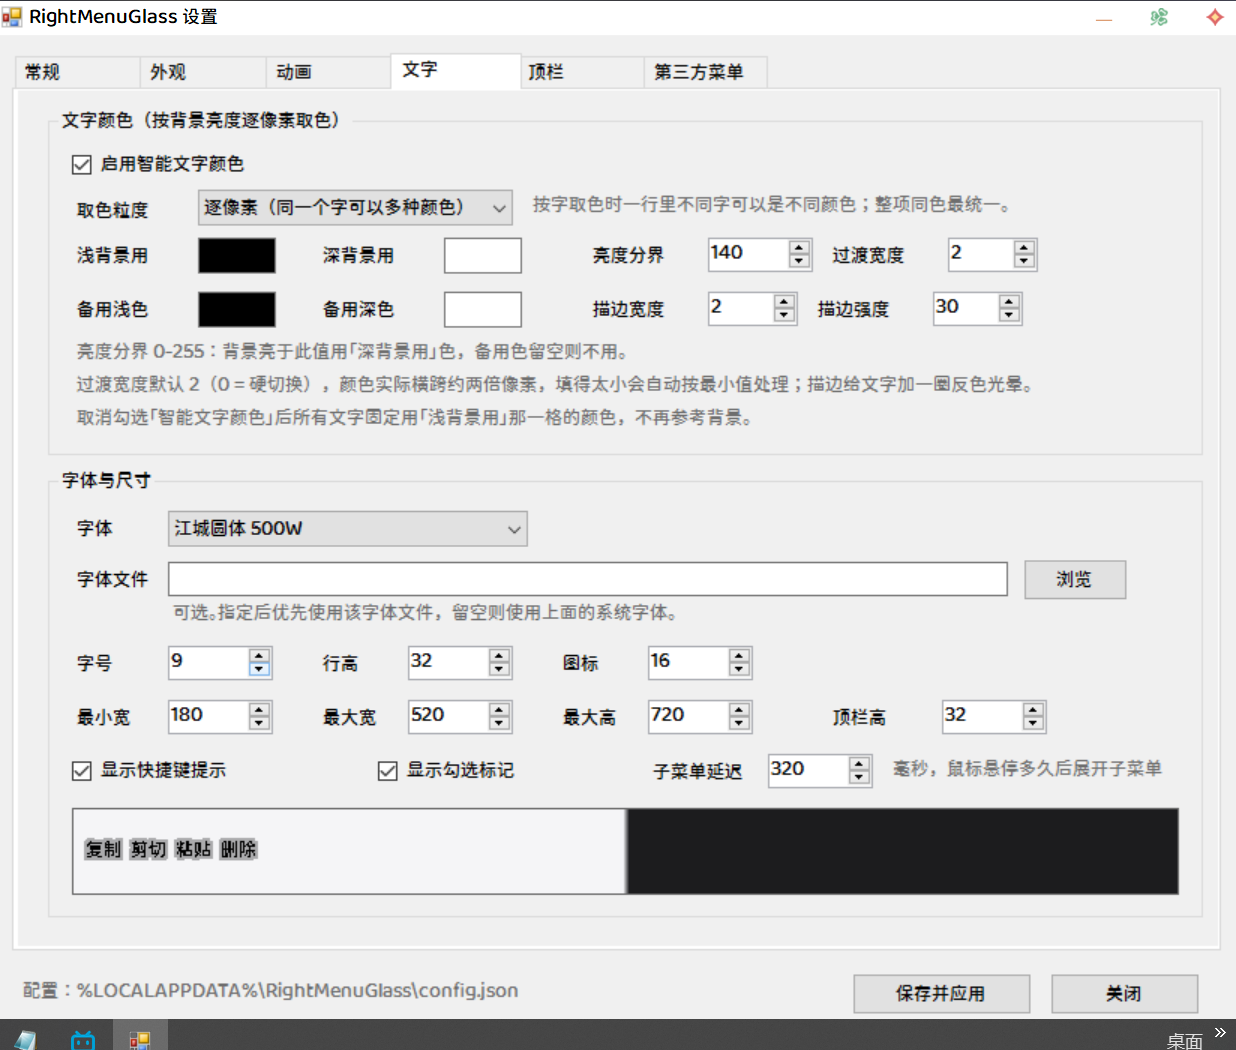 RightMenuGlass 设置
常规 外观 动画 文字 顶栏 第三方菜单
文字颜色（按背景亮度逐像素取色）
启用智能文字颜色
取色粒度 逐像素（同一个字可以多种颜色） 按字取色时一行里不同字可以是不同颜色；整项同色最统一。
浅背景用 深背景用 亮度分界 140 过渡宽度 2
备用浅色 备用深色 描边宽度 2 描边强度 30
亮度分界 0-255：背景亮于此值用「深背景用」色，备用色留空则不用。
过渡宽度默认 2（0 = 硬切换），颜色实际横跨约两倍像素，填得太小会自动按最小值处理；描边给文字加一圈反色光晕。
取消勾选「智能文字颜色」后所有文字固定用「浅背景用」那一格的颜色，不再参考背景。
字体与尺寸
字体 江城圆体 500W
字体文件 浏览
可选。指定后优先使用该字体文件，留空则使用上面的系统字体。
字号 9 行高 32 图标 16
最小宽 180 最大宽 520 最大高 720 顶栏高 32
显示快捷键提示 显示勾选标记 子菜单延迟 320 毫秒，鼠标悬停多久后展开子菜单
复制 剪切 粘贴 删除
配置：%LOCALAPPDATA%\RightMenuGlass\config.json 保存并应用 关闭
桌面 »